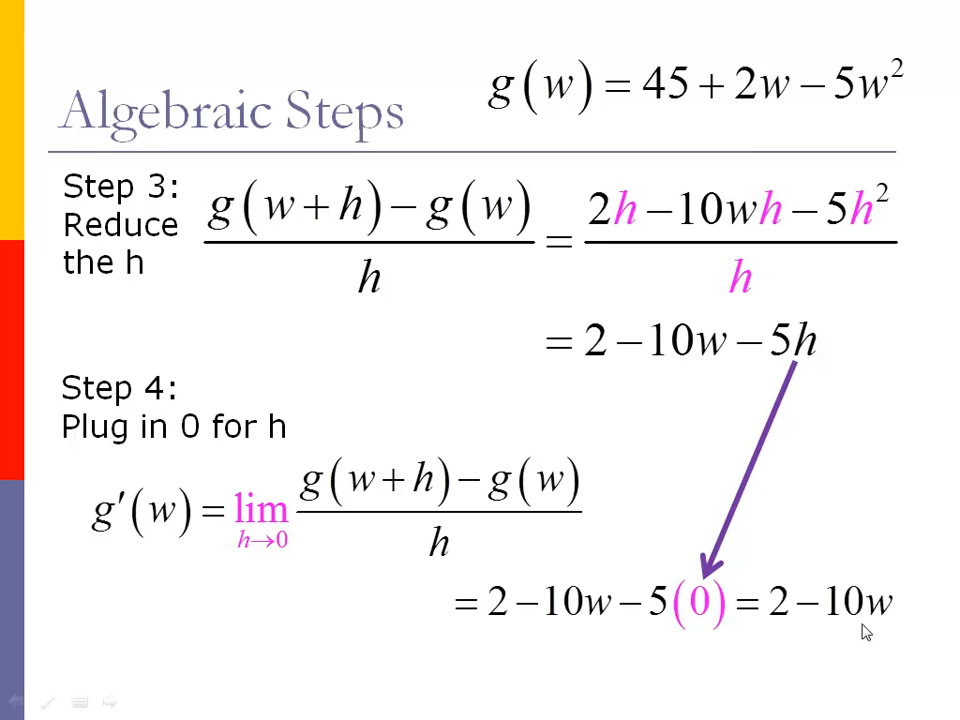 g(w) = 45 + 2w − 5w²
Algebraic Steps
Step 3:
Reduce
the h
g(w + h) − g(w) / h = 2h − 10wh − 5h² / h
= 2 − 10w − 5h
Step 4:
Plug in 0 for h
g′(w) = lim h→0 g(w + h) − g(w) / h
= 2 − 10w − 5(0) = 2 − 10w